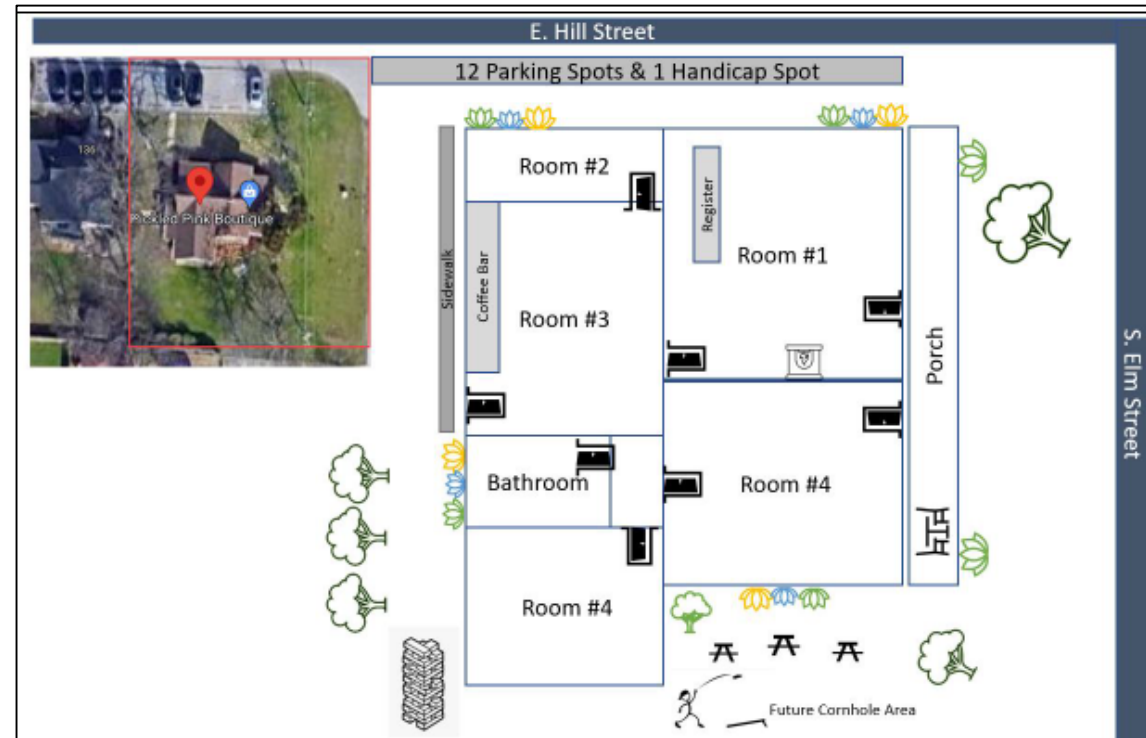 E. Hill Street
12 Parking Spots & 1 Handicap Spot
136
Pickled Pink Boutique
Sidewalk
Room #2
Register
Room #1
Coffee Bar
Room #3
Porch
S. Elm Street
Bathroom
Room #4
Room #4
Future Cornhole Area